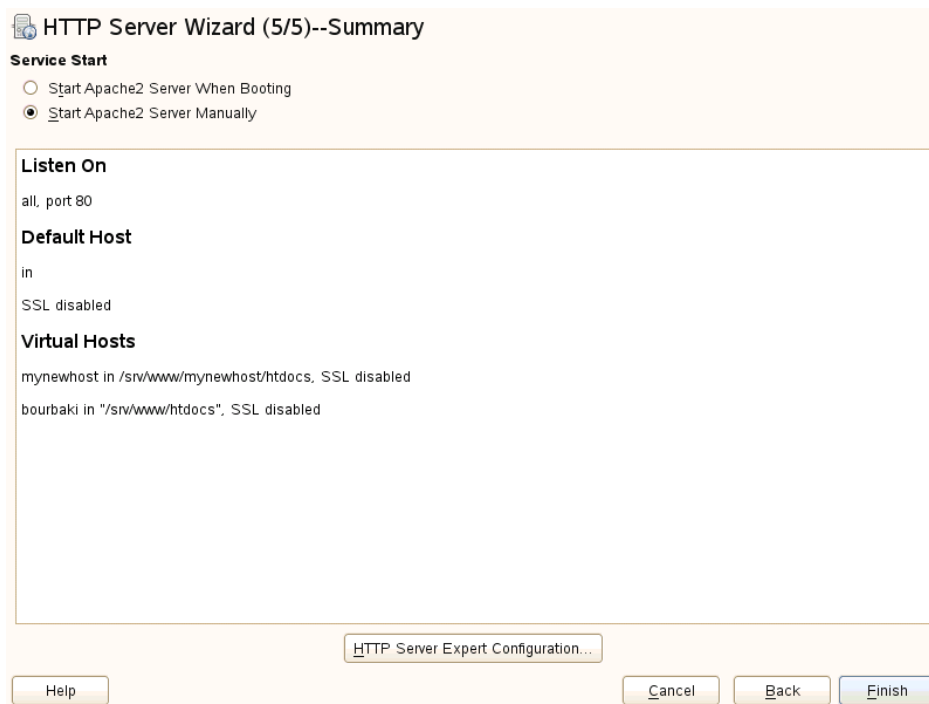 HTTP Server Wizard (5/5)--Summary
Service Start
Start Apache2 Server When Booting
Start Apache2 Server Manually
Listen On
all, port 80
Default Host
in
SSL disabled
Virtual Hosts
mynewhost in /srv/www/mynewhost/htdocs, SSL disabled
bourbaki in "/srv/www/htdocs", SSL disabled
HTTP Server Expert Configuration...
Help Cancel Back Finish